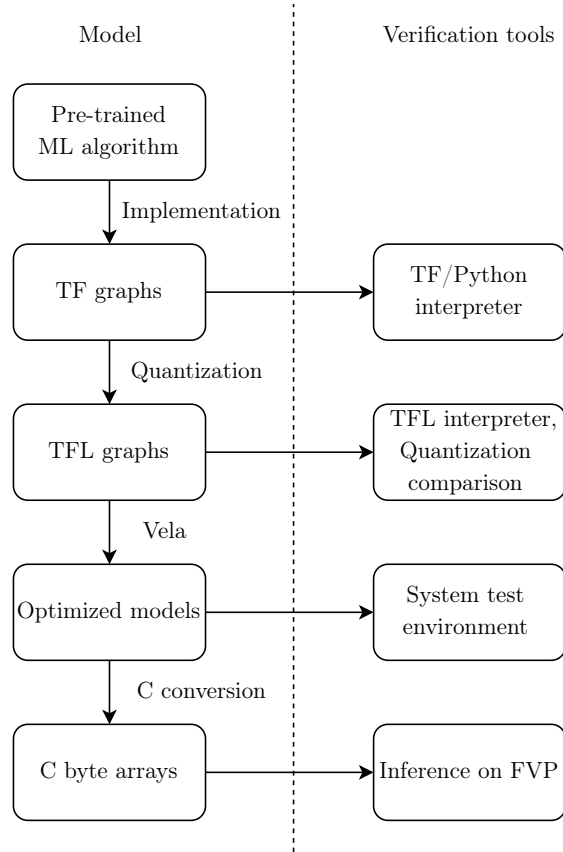 Model
Verification tools
Pre-trained
ML algorithm
Implementation
TF graphs
TF/Python
interpreter
Quantization
TFL graphs
TFL interpreter,
Quantization
comparison
Vela
Optimized models
System test
environment
C conversion
C byte arrays
Inference on FVP